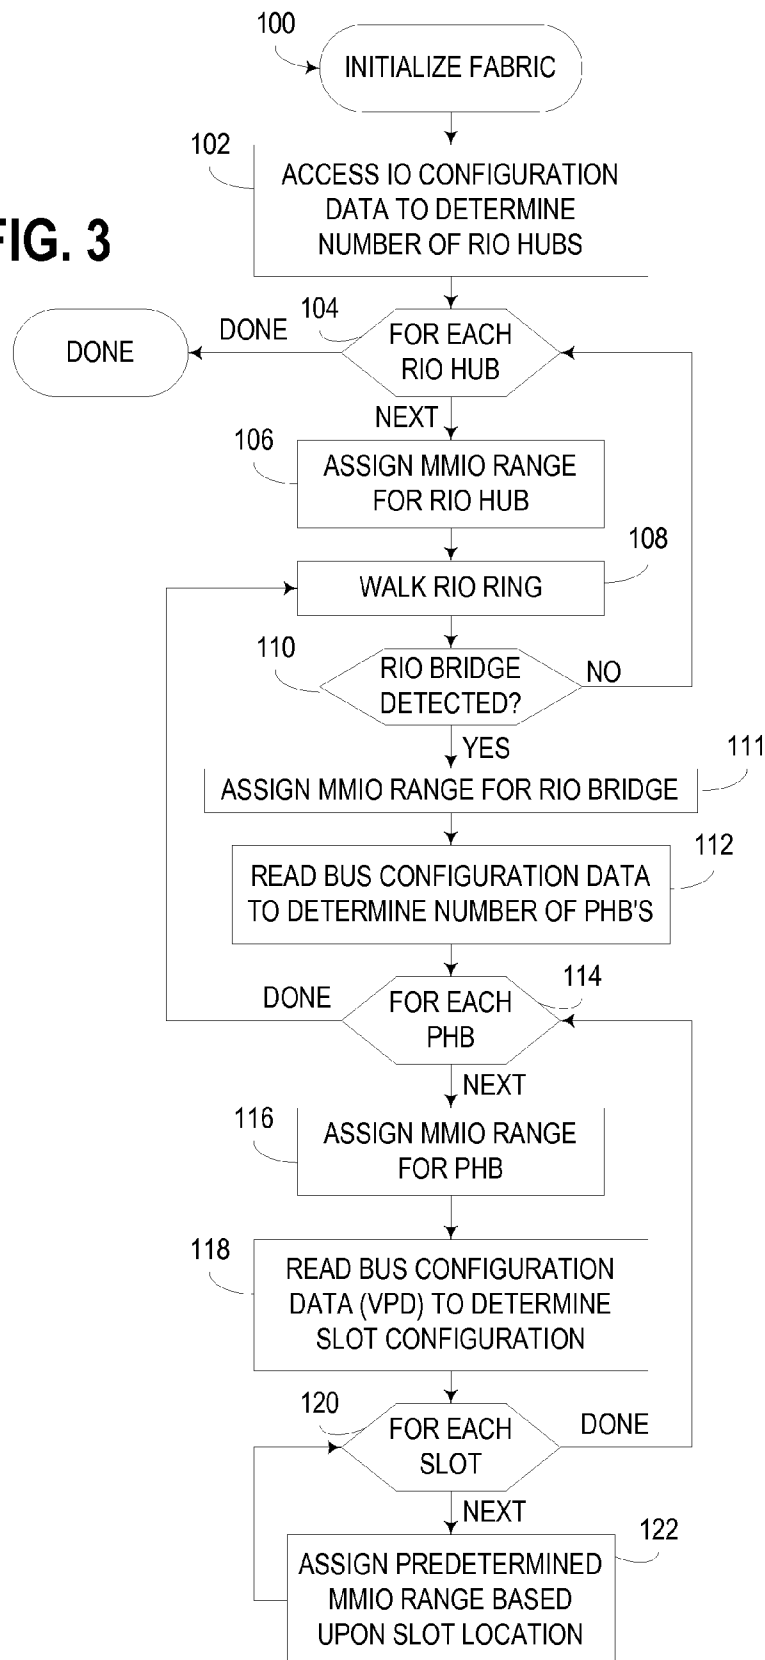 100
INITIALIZE FABRIC
102
ACCESS IO CONFIGURATION
DATA TO DETERMINE
NUMBER OF RIO HUBS
FIG. 3
104
DONE
DONE
FOR EACH
RIO HUB
NEXT
106
ASSIGN MMIO RANGE
FOR RIO HUB
108
WALK RIO RING
110
RIO BRIDGE
DETECTED?
NO
YES
111
ASSIGN MMIO RANGE FOR RIO BRIDGE
112
READ BUS CONFIGURATION DATA
TO DETERMINE NUMBER OF PHB'S
114
DONE
FOR EACH
PHB
NEXT
116
ASSIGN MMIO RANGE
FOR PHB
118
READ BUS CONFIGURATION
DATA (VPD) TO DETERMINE
SLOT CONFIGURATION
120
FOR EACH
SLOT
DONE
NEXT
122
ASSIGN PREDETERMINED
MMIO RANGE BASED
UPON SLOT LOCATION